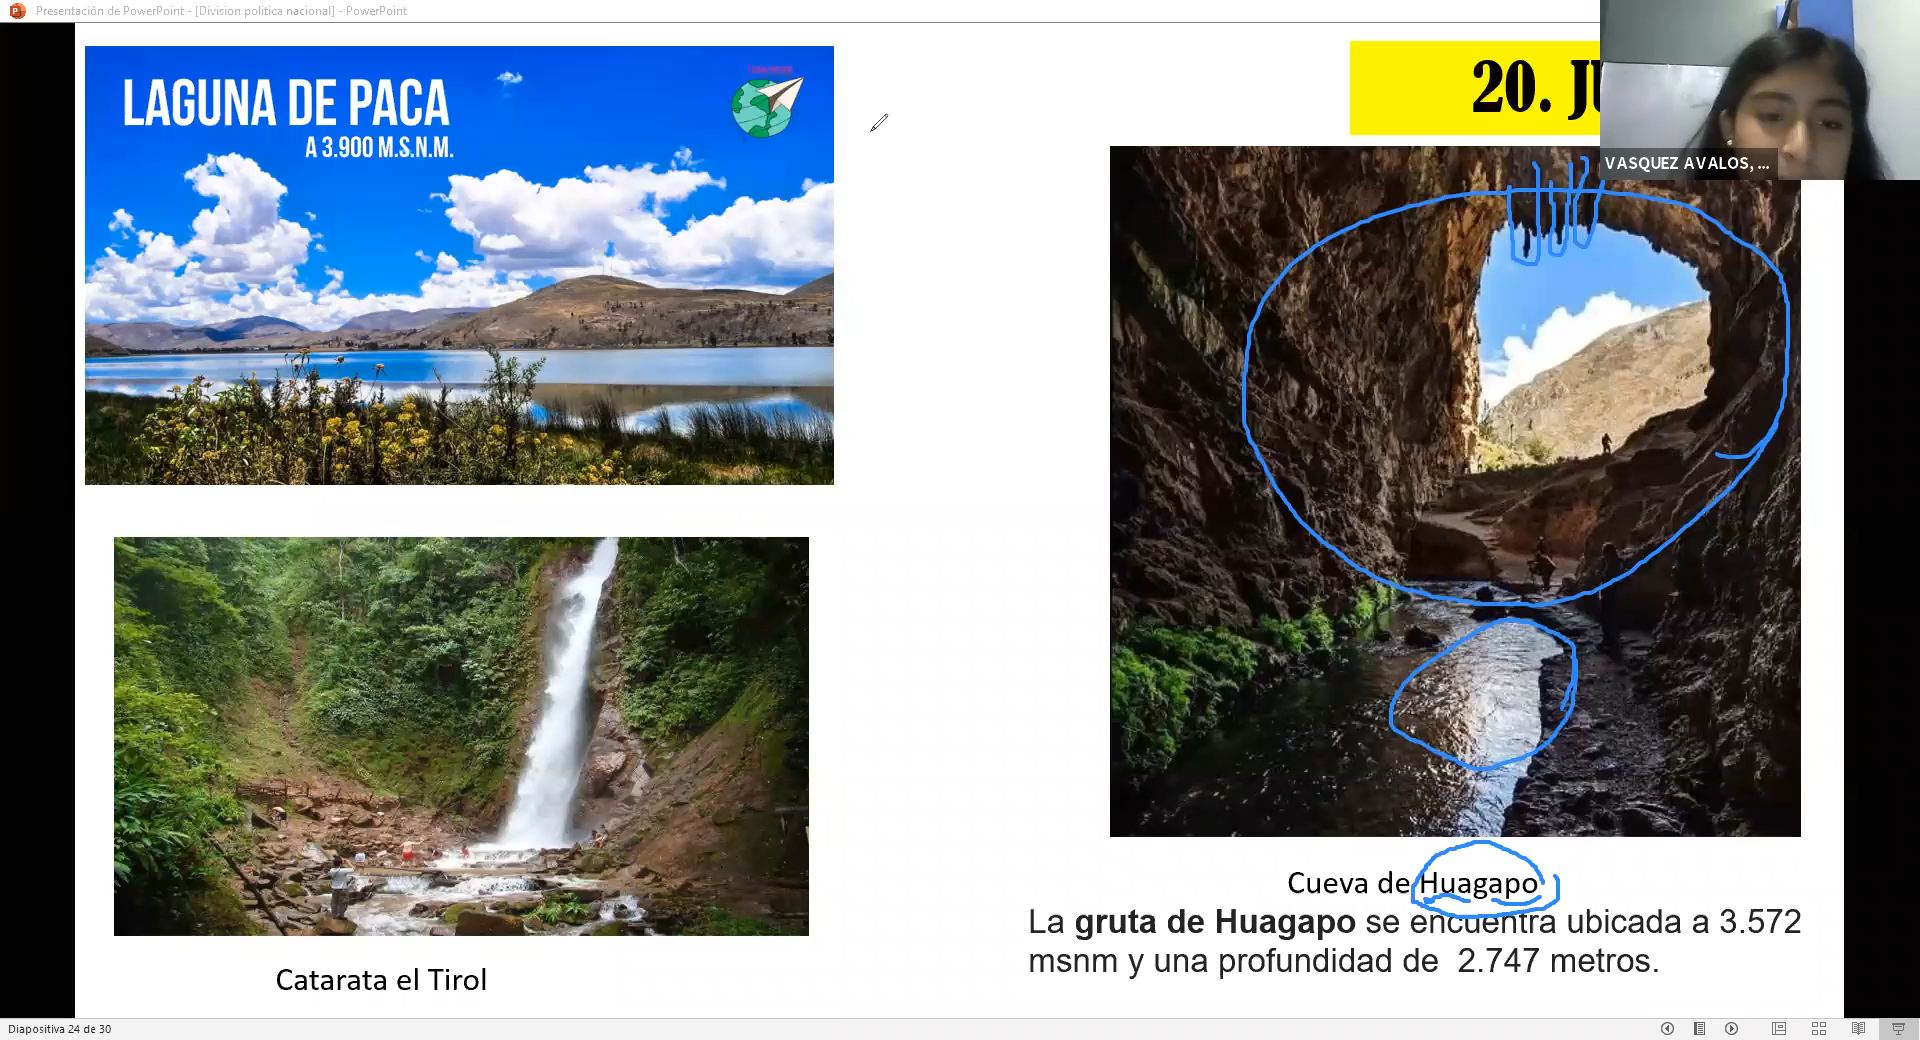 Presentación de PowerPoint - [Division politica nacional] - PowerPoint
LAGUNA DE PACA
A 3.900 M.S.N.M.
20. JU
VASQUEZ AVALOS, ...
Catarata el Tirol
Cueva de Huagapo
La gruta de Huagapo se encuentra ubicada a 3.572
msnm y una profundidad de 2.747 metros.
Diapositiva 24 de 30